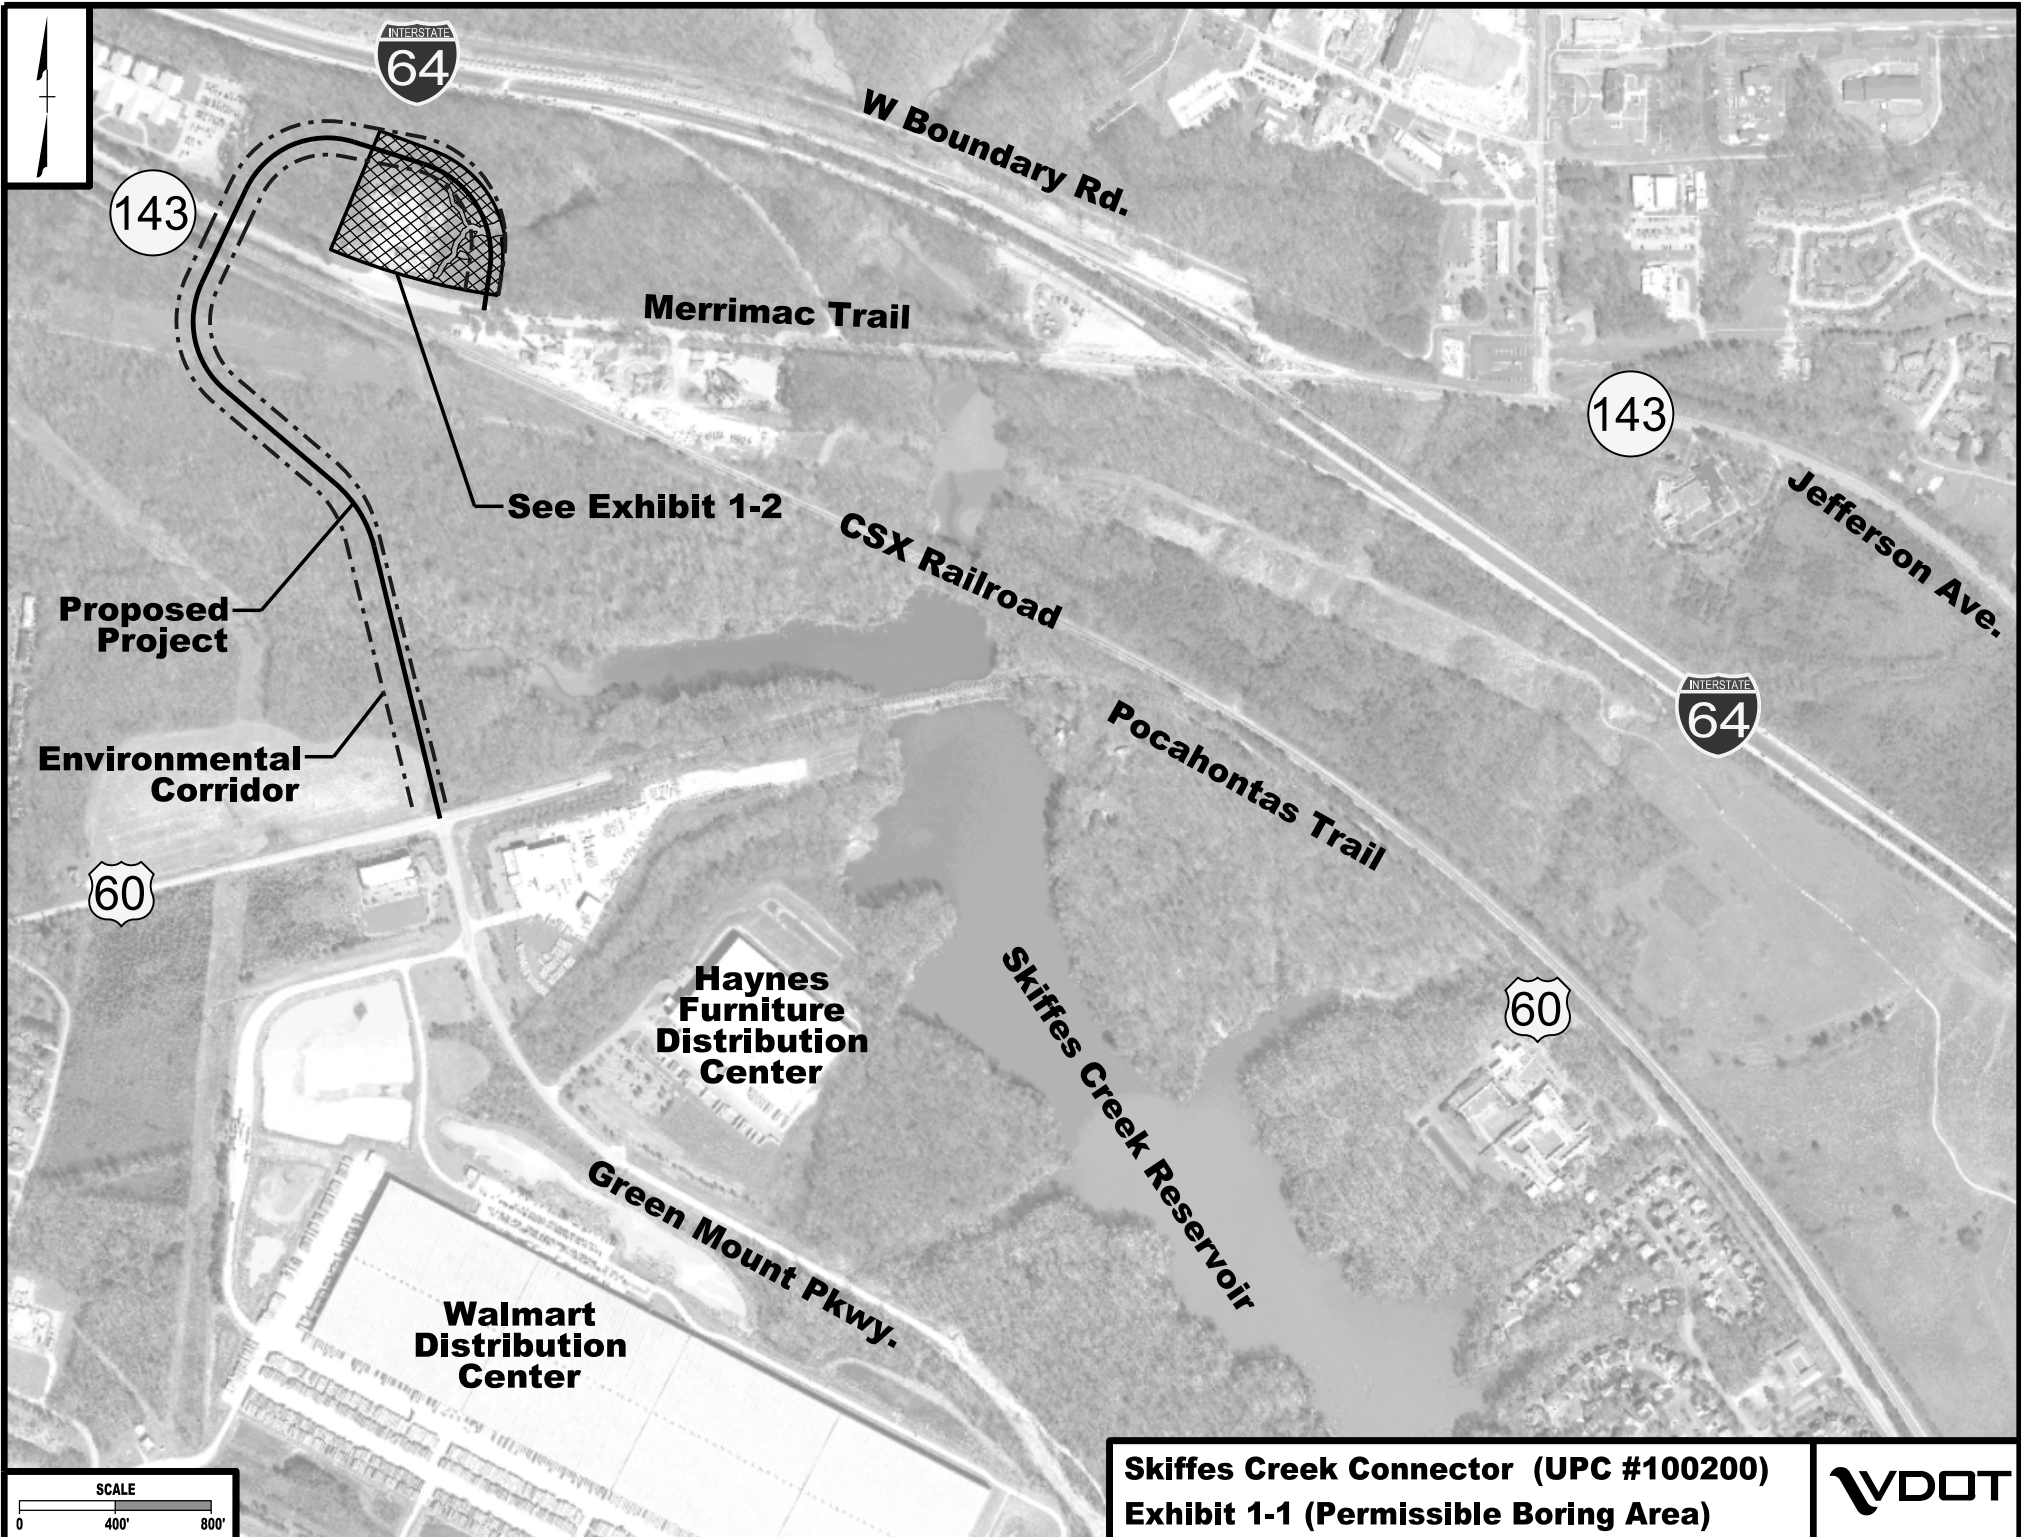 INTERSTATE
64
W Boundary Rd.
143
Merrimac Trail
143
Jefferson Ave.
See Exhibit 1-2
CSX Railroad
Proposed
Project
INTERSTATE
64
Pocahontas Trail
Environmental
Corridor
60
Haynes
Furniture
Distribution
Center
Skiffes Creek Reservoir
60
Green Mount Pkwy.
Walmart
Distribution
Center
SCALE
0 400' 800'
Skiffes Creek Connector (UPC #100200)
Exhibit 1-1 (Permissible Boring Area)
VDOT